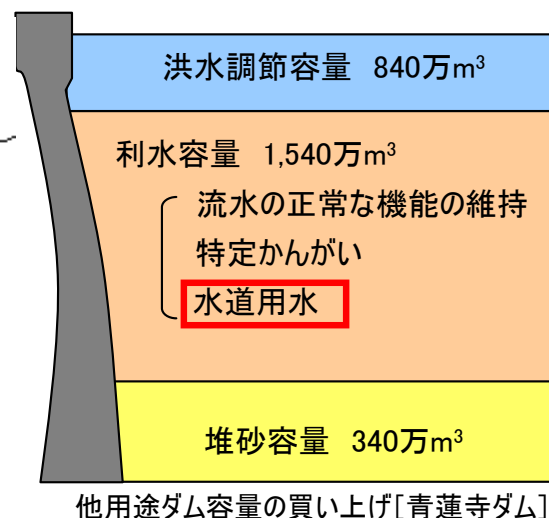 洪水調節容量 840万m³
利水容量 1,540万m³
流水の正常な機能の維持
特定かんがい
水道用水
堆砂容量 340万m³
他用途ダム容量の買い上げ[青蓮寺ダム]